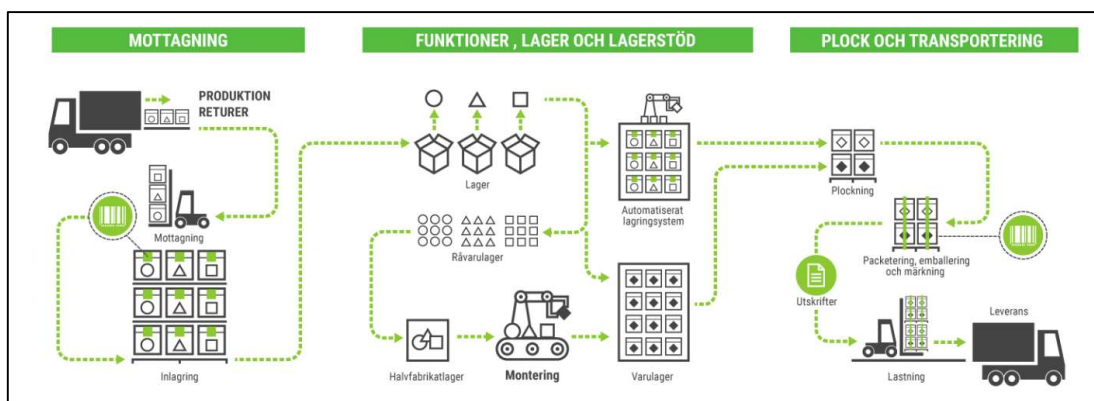 MOTTAGNING
PRODUKTION
RETURER
Mottagning
Inlagring
FUNKTIONER , LAGER OCH LAGERSTÖD
Lager
Automatiserat
lagringsystem
Råvarulager
Halvfabrikatlager
Montering
Varulager
PLOCK OCH TRANSPORTERING
Plockning
Packetering, emballering
och märkning
Utskrifter
Leverans
Lastning